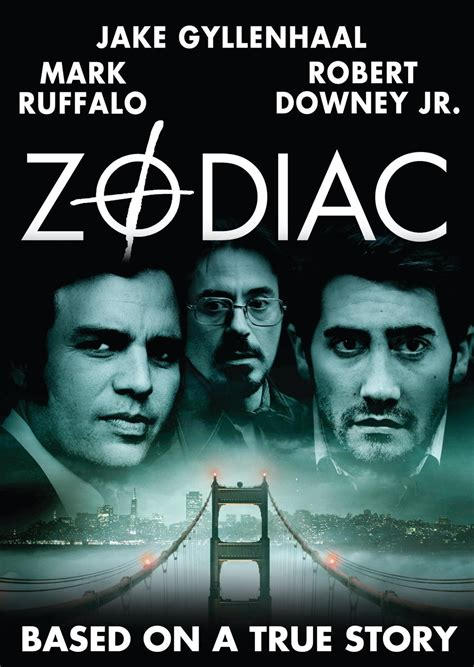 JAKE GYLLENHAAL
MARK RUFFALO
ROBERT DOWNEY JR.
ZODIAC
BASED ON A TRUE STORY